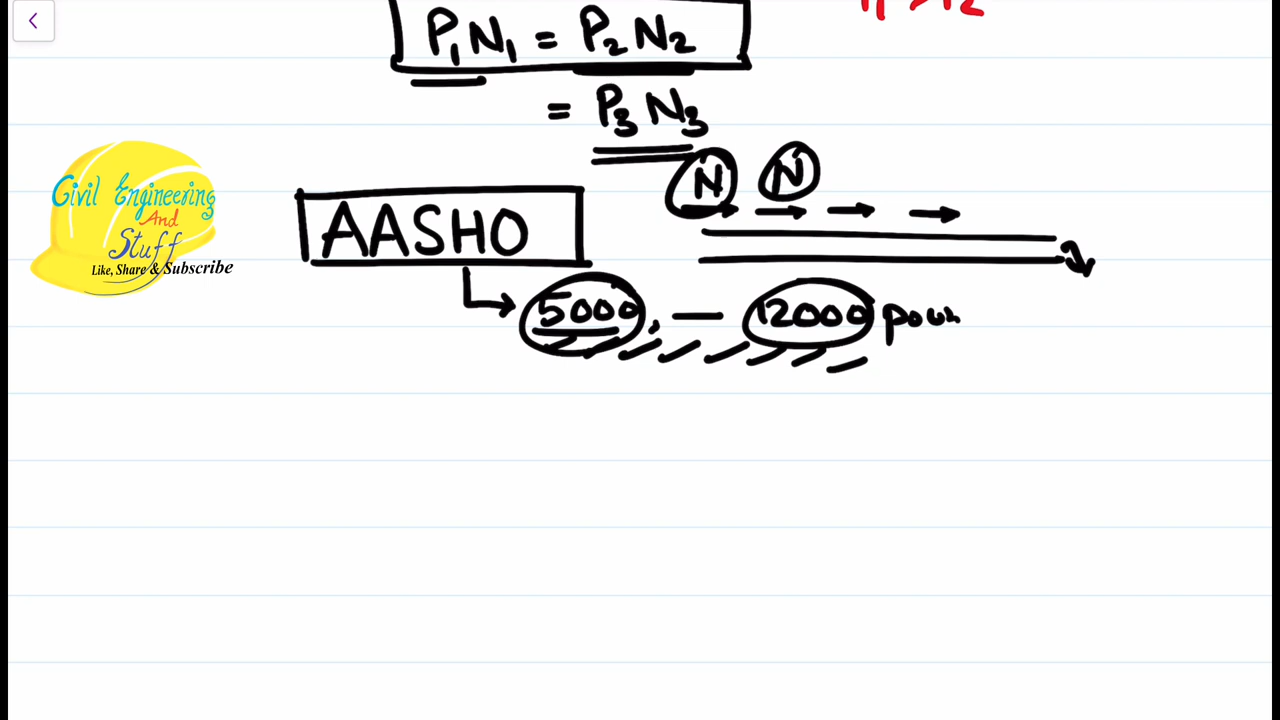 P₁N₁ = P₂N₂
= P₃N₃
N N
AASHO
5000, — 12000
Civil Engineering
And
Stuff
Like, Share & Subscribe